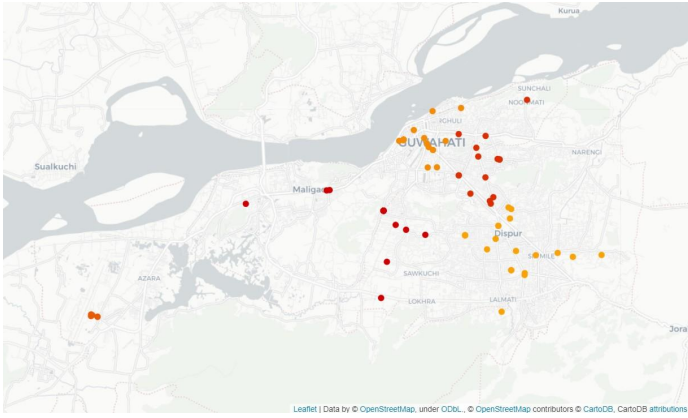 Kurua
SUNCHALI
NOONMATI
JIGHULI
GUWAHATI
NARENGI
Sualkuchi
Maligaon
Dispur
SIXMILE
AZARA
SAWKUCHI
LOKHRA
LALMATI
Jora
Leaflet | Data by © OpenStreetMap, under ODbL., © OpenStreetMap contributors © CartoDB, CartoDB attributions